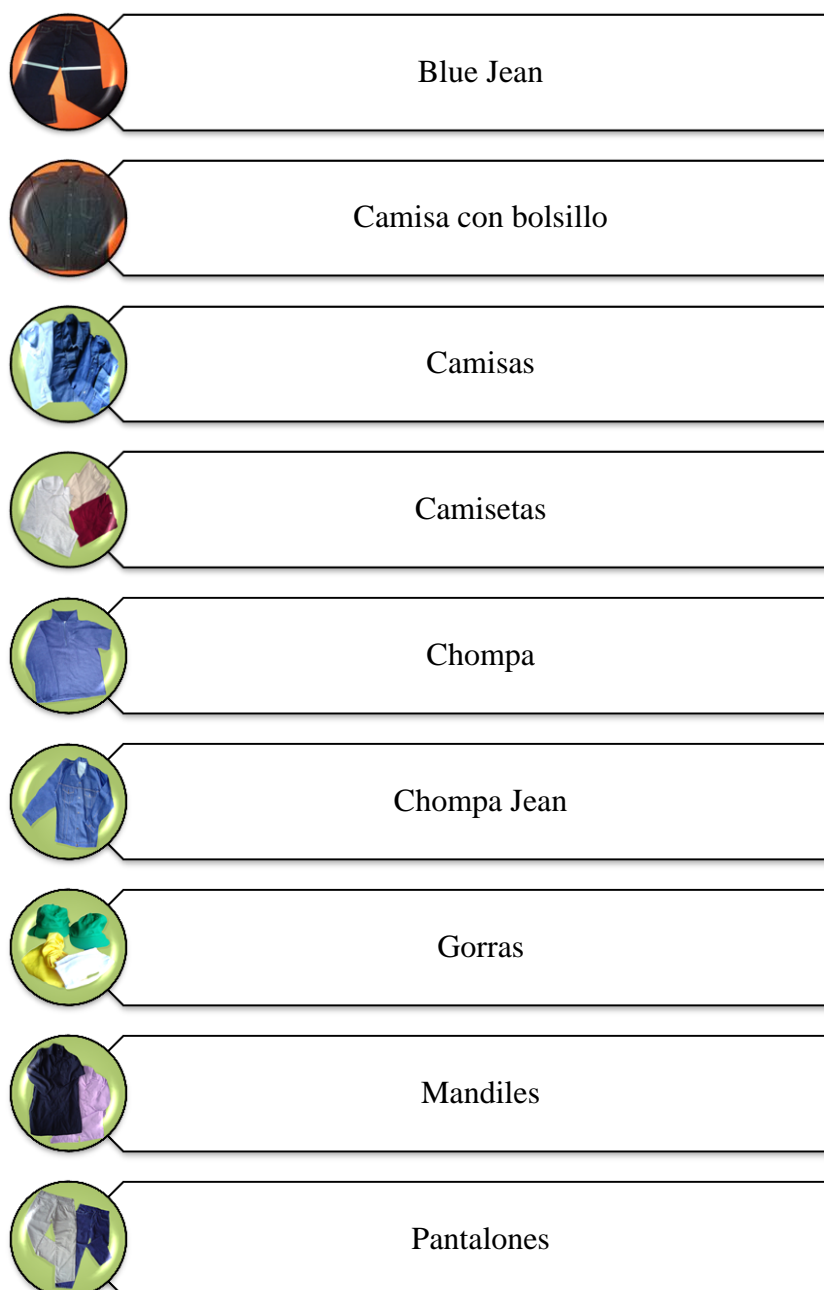 Blue Jean
Camisa con bolsillo
Camisas
Camisetas
Chompa
Chompa Jean
Gorras
Mandiles
Pantalones